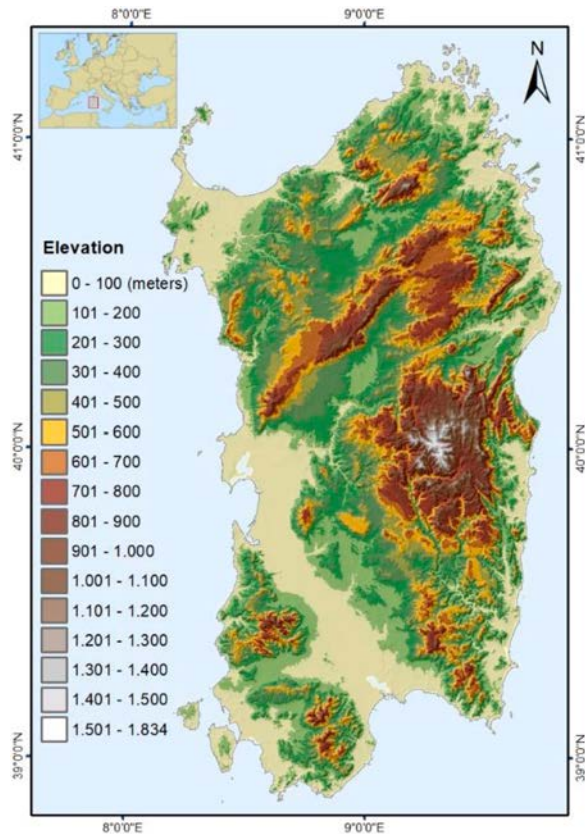 8°0'0"E 9°0'0"E
N
41°0'0"N 41°0'0"N
Elevation
0 - 100 (meters)
101 - 200
201 - 300
301 - 400
401 - 500
501 - 600
601 - 700
701 - 800
801 - 900
901 - 1.000
1.001 - 1.100
1.101 - 1.200
1.201 - 1.300
1.301 - 1.400
1.401 - 1.500
1.501 - 1.834
40°0'0"N 40°0'0"N
39°0'0"N 39°0'0"N
8°0'0"E 9°0'0"E